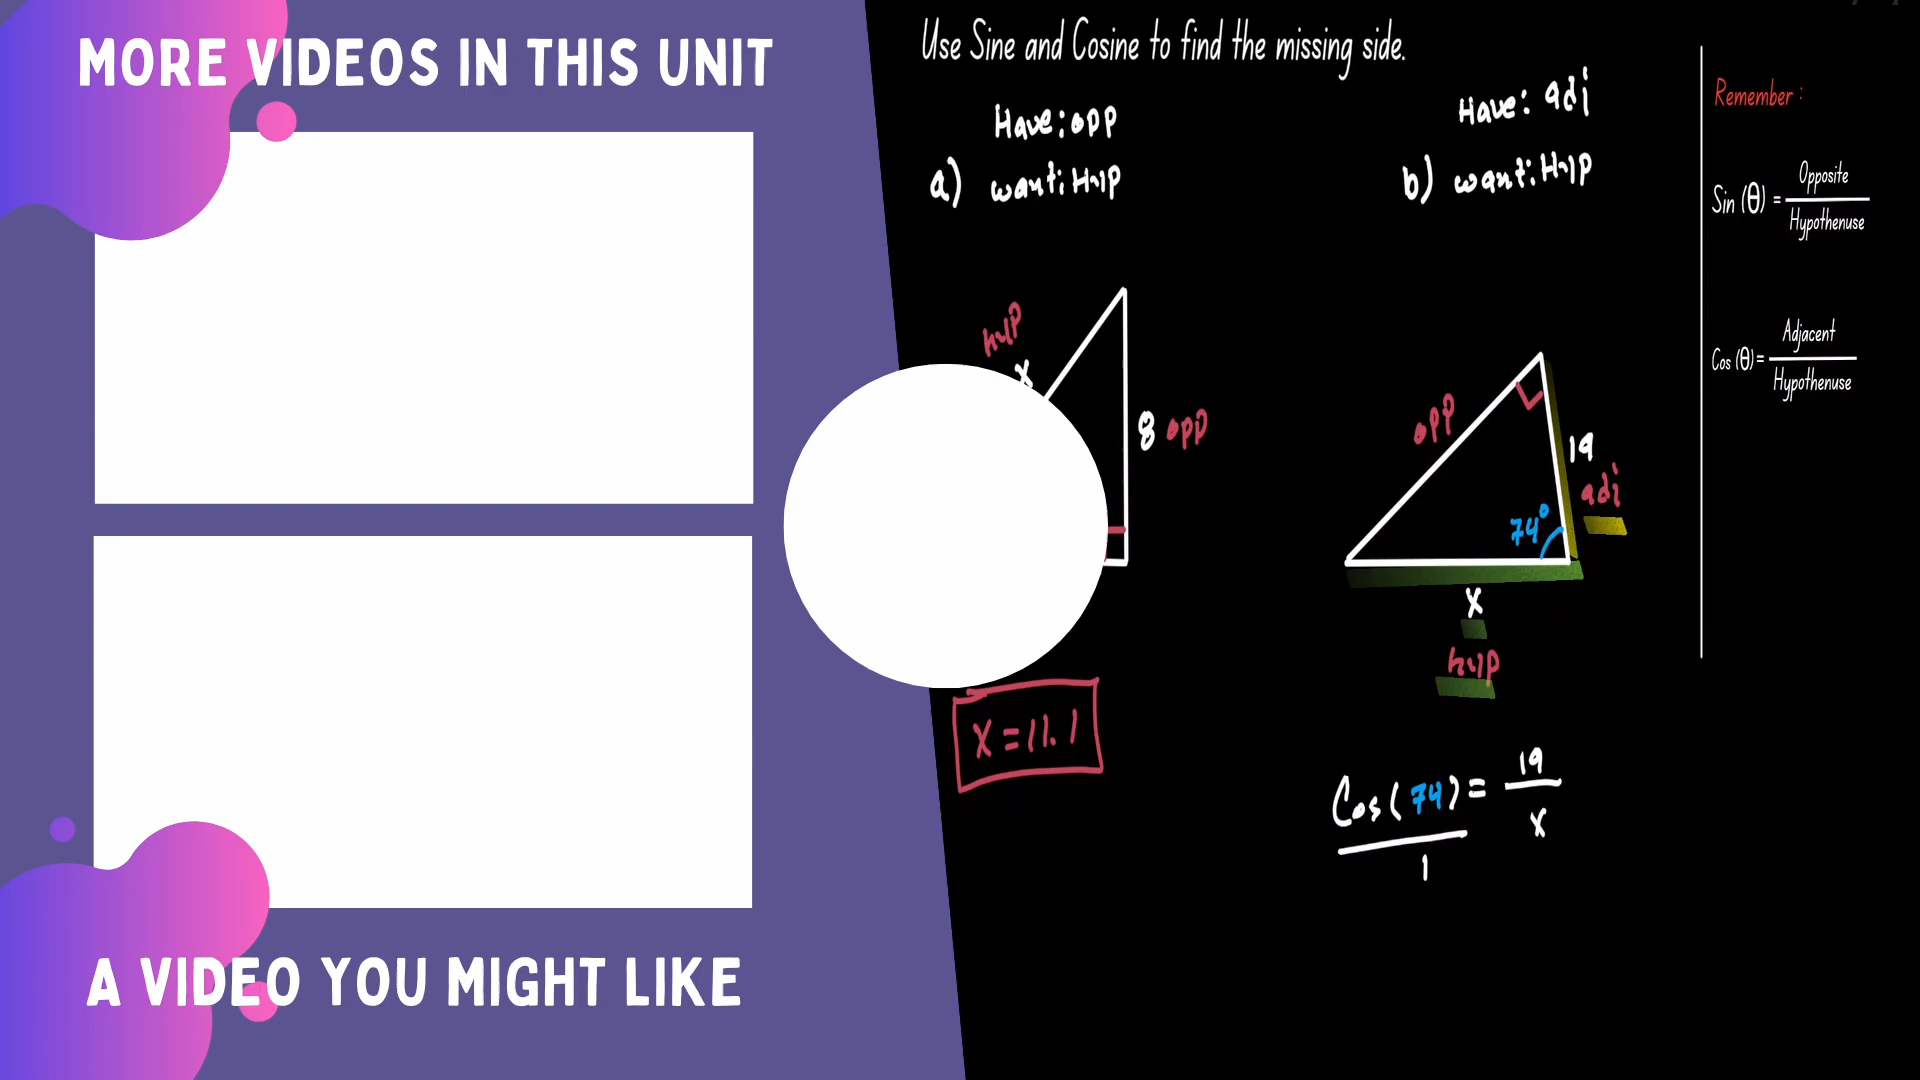 MORE VIDEOS IN THIS UNIT
A VIDEO YOU MIGHT LIKE
Use Sine and Cosine to find the missing side.
Have: opp
a) want: Hyp
hyp
x
8 opp
x = 11.1
Have: adj
b) want: Hyp
opp
19
adj
74°
x
hyp
Cos(74) = 19
x
1
Remember :
Sin (θ) = Opposite
Hypothenuse
Cos (θ) = Adjacent
Hypothenuse